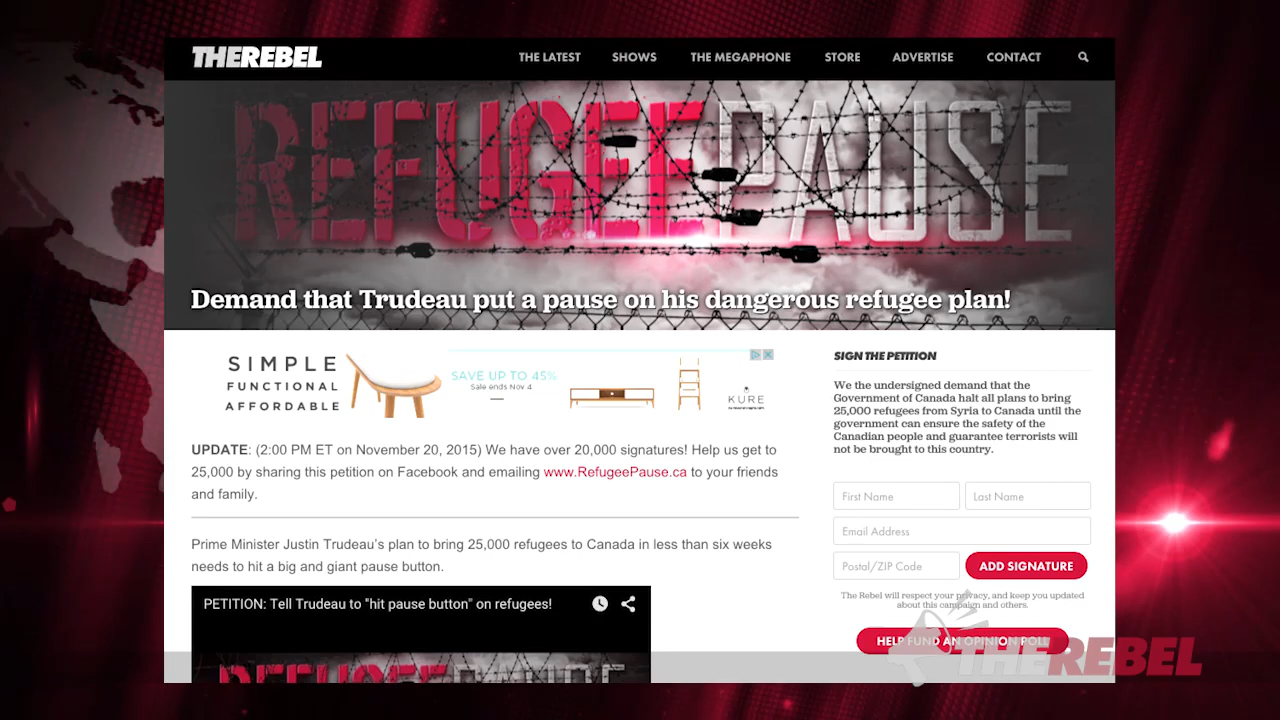 THEREBEL
THE LATEST SHOWS THE MEGAPHONE STORE ADVERTISE CONTACT
REFUGEEPAUSE
Demand that Trudeau put a pause on his dangerous refugee plan!
SIMPLE
FUNCTIONAL
AFFORDABLE
SAVE UP TO 45%
Sale ends Nov 4
KURE
UPDATE: (2:00 PM ET on November 20, 2015) We have over 20,000 signatures! Help us get to
25,000 by sharing this petition on Facebook and emailing www.RefugeePause.ca to your friends
and family.
Prime Minister Justin Trudeau's plan to bring 25,000 refugees to Canada in less than six weeks
needs to hit a big and giant pause button.
PETITION: Tell Trudeau to "hit pause button" on refugees!
REFUGEEPAUSE
SIGN THE PETITION
We the undersigned demand that the
Government of Canada halt all plans to bring
25,000 refugees from Syria to Canada until the
government can ensure the safety of the
Canadian people and guarantee terrorists will
not be brought to this country.
First Name Last Name
Email Address
Postal/ZIP Code ADD SIGNATURE
The Rebel will respect your privacy, and keep you updated
about this campaign and others.
HELP FUND AN OPINION POLL
THEREBEL